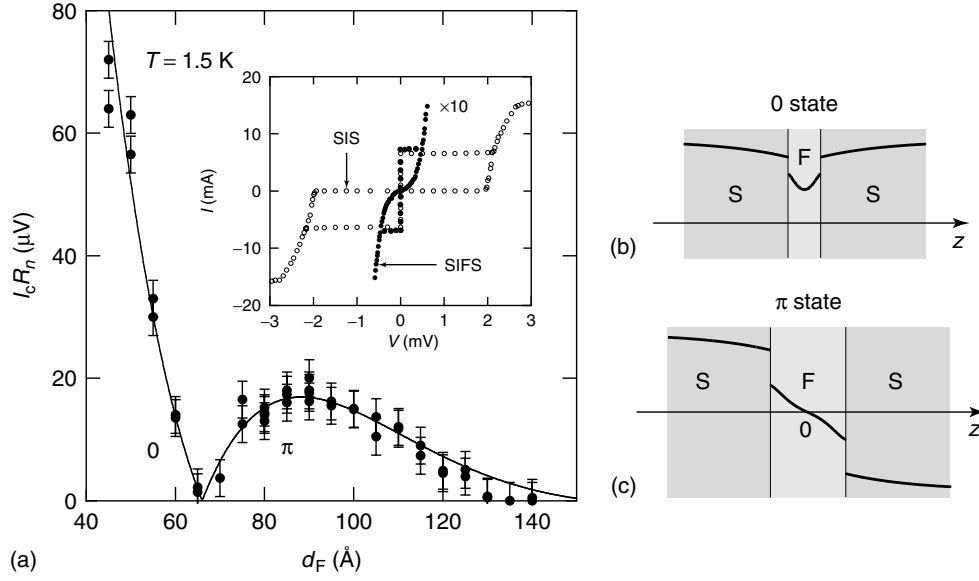 80
60
40
20
0
I_cR_n (μV)
40
60
80
100
120
140
d_F (Å)
T = 1.5 K
0
π
(a)
20
10
0
−10
−20
I (mA)
−3
−2
−1
0
1
2
3
V (mV)
SIS
×10
SIFS
0 state
F
S
S
z
(b)
π state
S
F
S
0
z
(c)